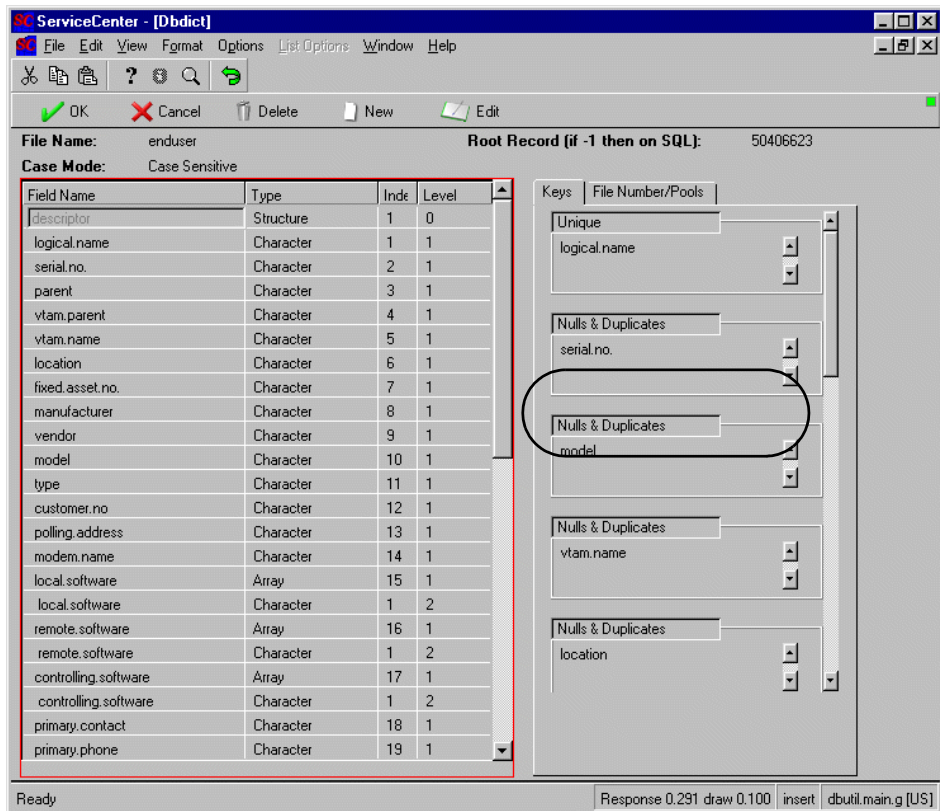 SC ServiceCenter - [Dbdict]
SC File Edit View Format Options List Options Window Help
?
OK Cancel Delete New Edit
File Name: enduser Root Record (if -1 then on SQL): 50406623
Case Mode: Case Sensitive
Field Name Type Inde Level
descriptor Structure 1 0
logical.name Character 1 1
serial.no. Character 2 1
parent Character 3 1
vtam.parent Character 4 1
vtam.name Character 5 1
location Character 6 1
fixed.asset.no. Character 7 1
manufacturer Character 8 1
vendor Character 9 1
model Character 10 1
type Character 11 1
customer.no Character 12 1
polling.address Character 13 1
modem.name Character 14 1
local.software Array 15 1
local.software Character 1 2
remote.software Array 16 1
remote.software Character 1 2
controlling.software Array 17 1
controlling.software Character 1 2
primary.contact Character 18 1
primary.phone Character 19 1
Keys File Number/Pools
Unique
logical.name
Nulls & Duplicates
serial.no.
Nulls & Duplicates
model
Nulls & Duplicates
vtam.name
Nulls & Duplicates
location
Ready Response 0.291 draw 0.100 insert dbutil.main.g [US]